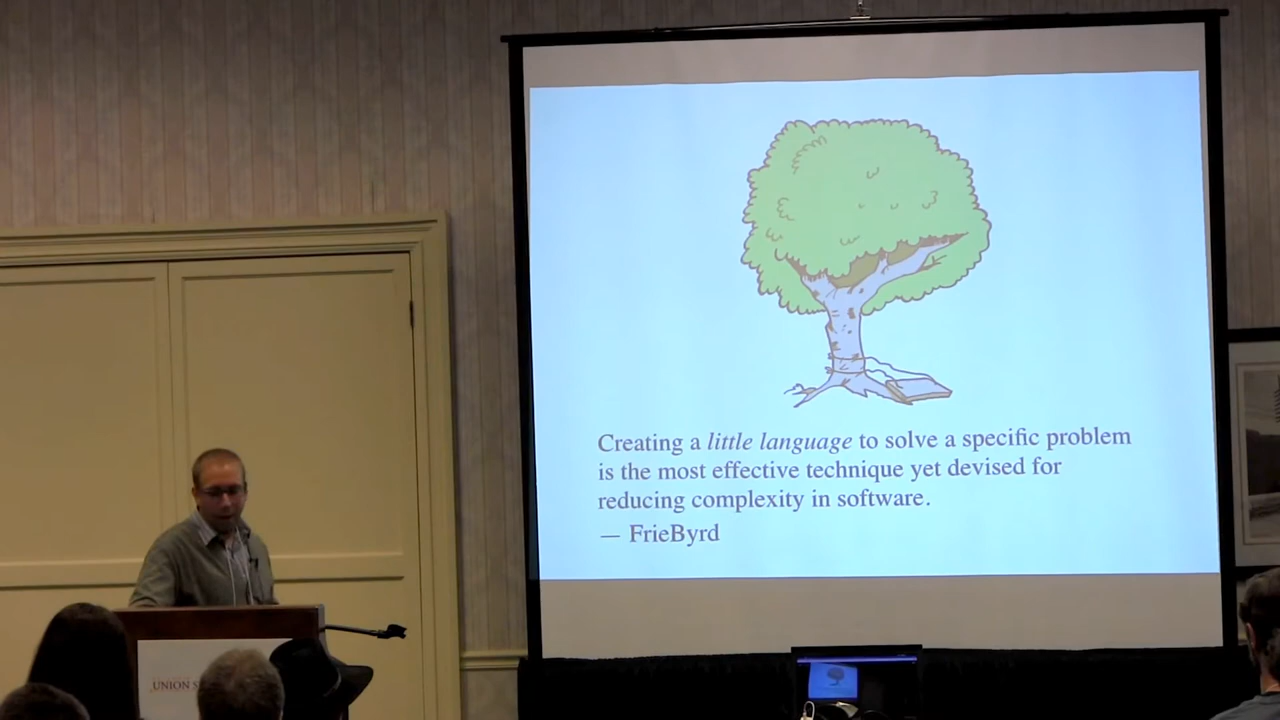 Creating a little language to solve a specific problem
is the most effective technique yet devised for
reducing complexity in software.
— FrieByrd
UNION